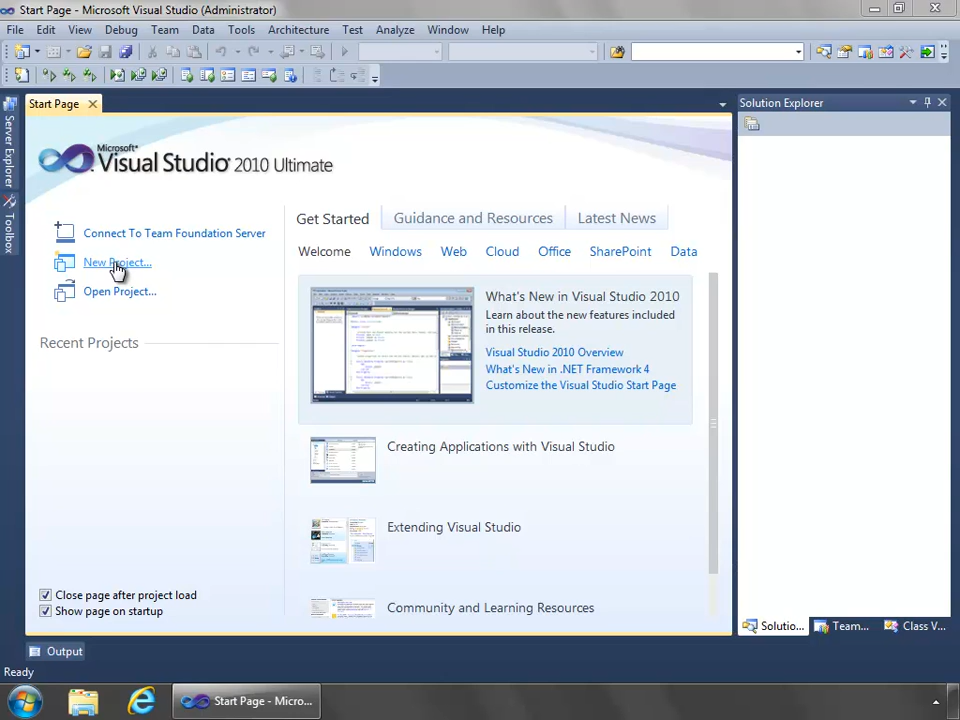 Start Page - Microsoft Visual Studio (Administrator)
File Edit View Debug Team Data Tools Architecture Test Analyze Window Help
Start Page
Solution Explorer
Server Explorer
Toolbox
Microsoft®
Visual Studio® 2010 Ultimate
Connect To Team Foundation Server
New Project...
Open Project...
Recent Projects
Close page after project load
Show page on startup
Get Started Guidance and Resources Latest News
Welcome Windows Web Cloud Office SharePoint Data
What's New in Visual Studio 2010
Learn about the new features included
in this release.
Visual Studio 2010 Overview
What's New in .NET Framework 4
Customize the Visual Studio Start Page
Creating Applications with Visual Studio
Extending Visual Studio
Community and Learning Resources
Solutio... Team... Class V...
Output
Ready
Start Page - Micro...